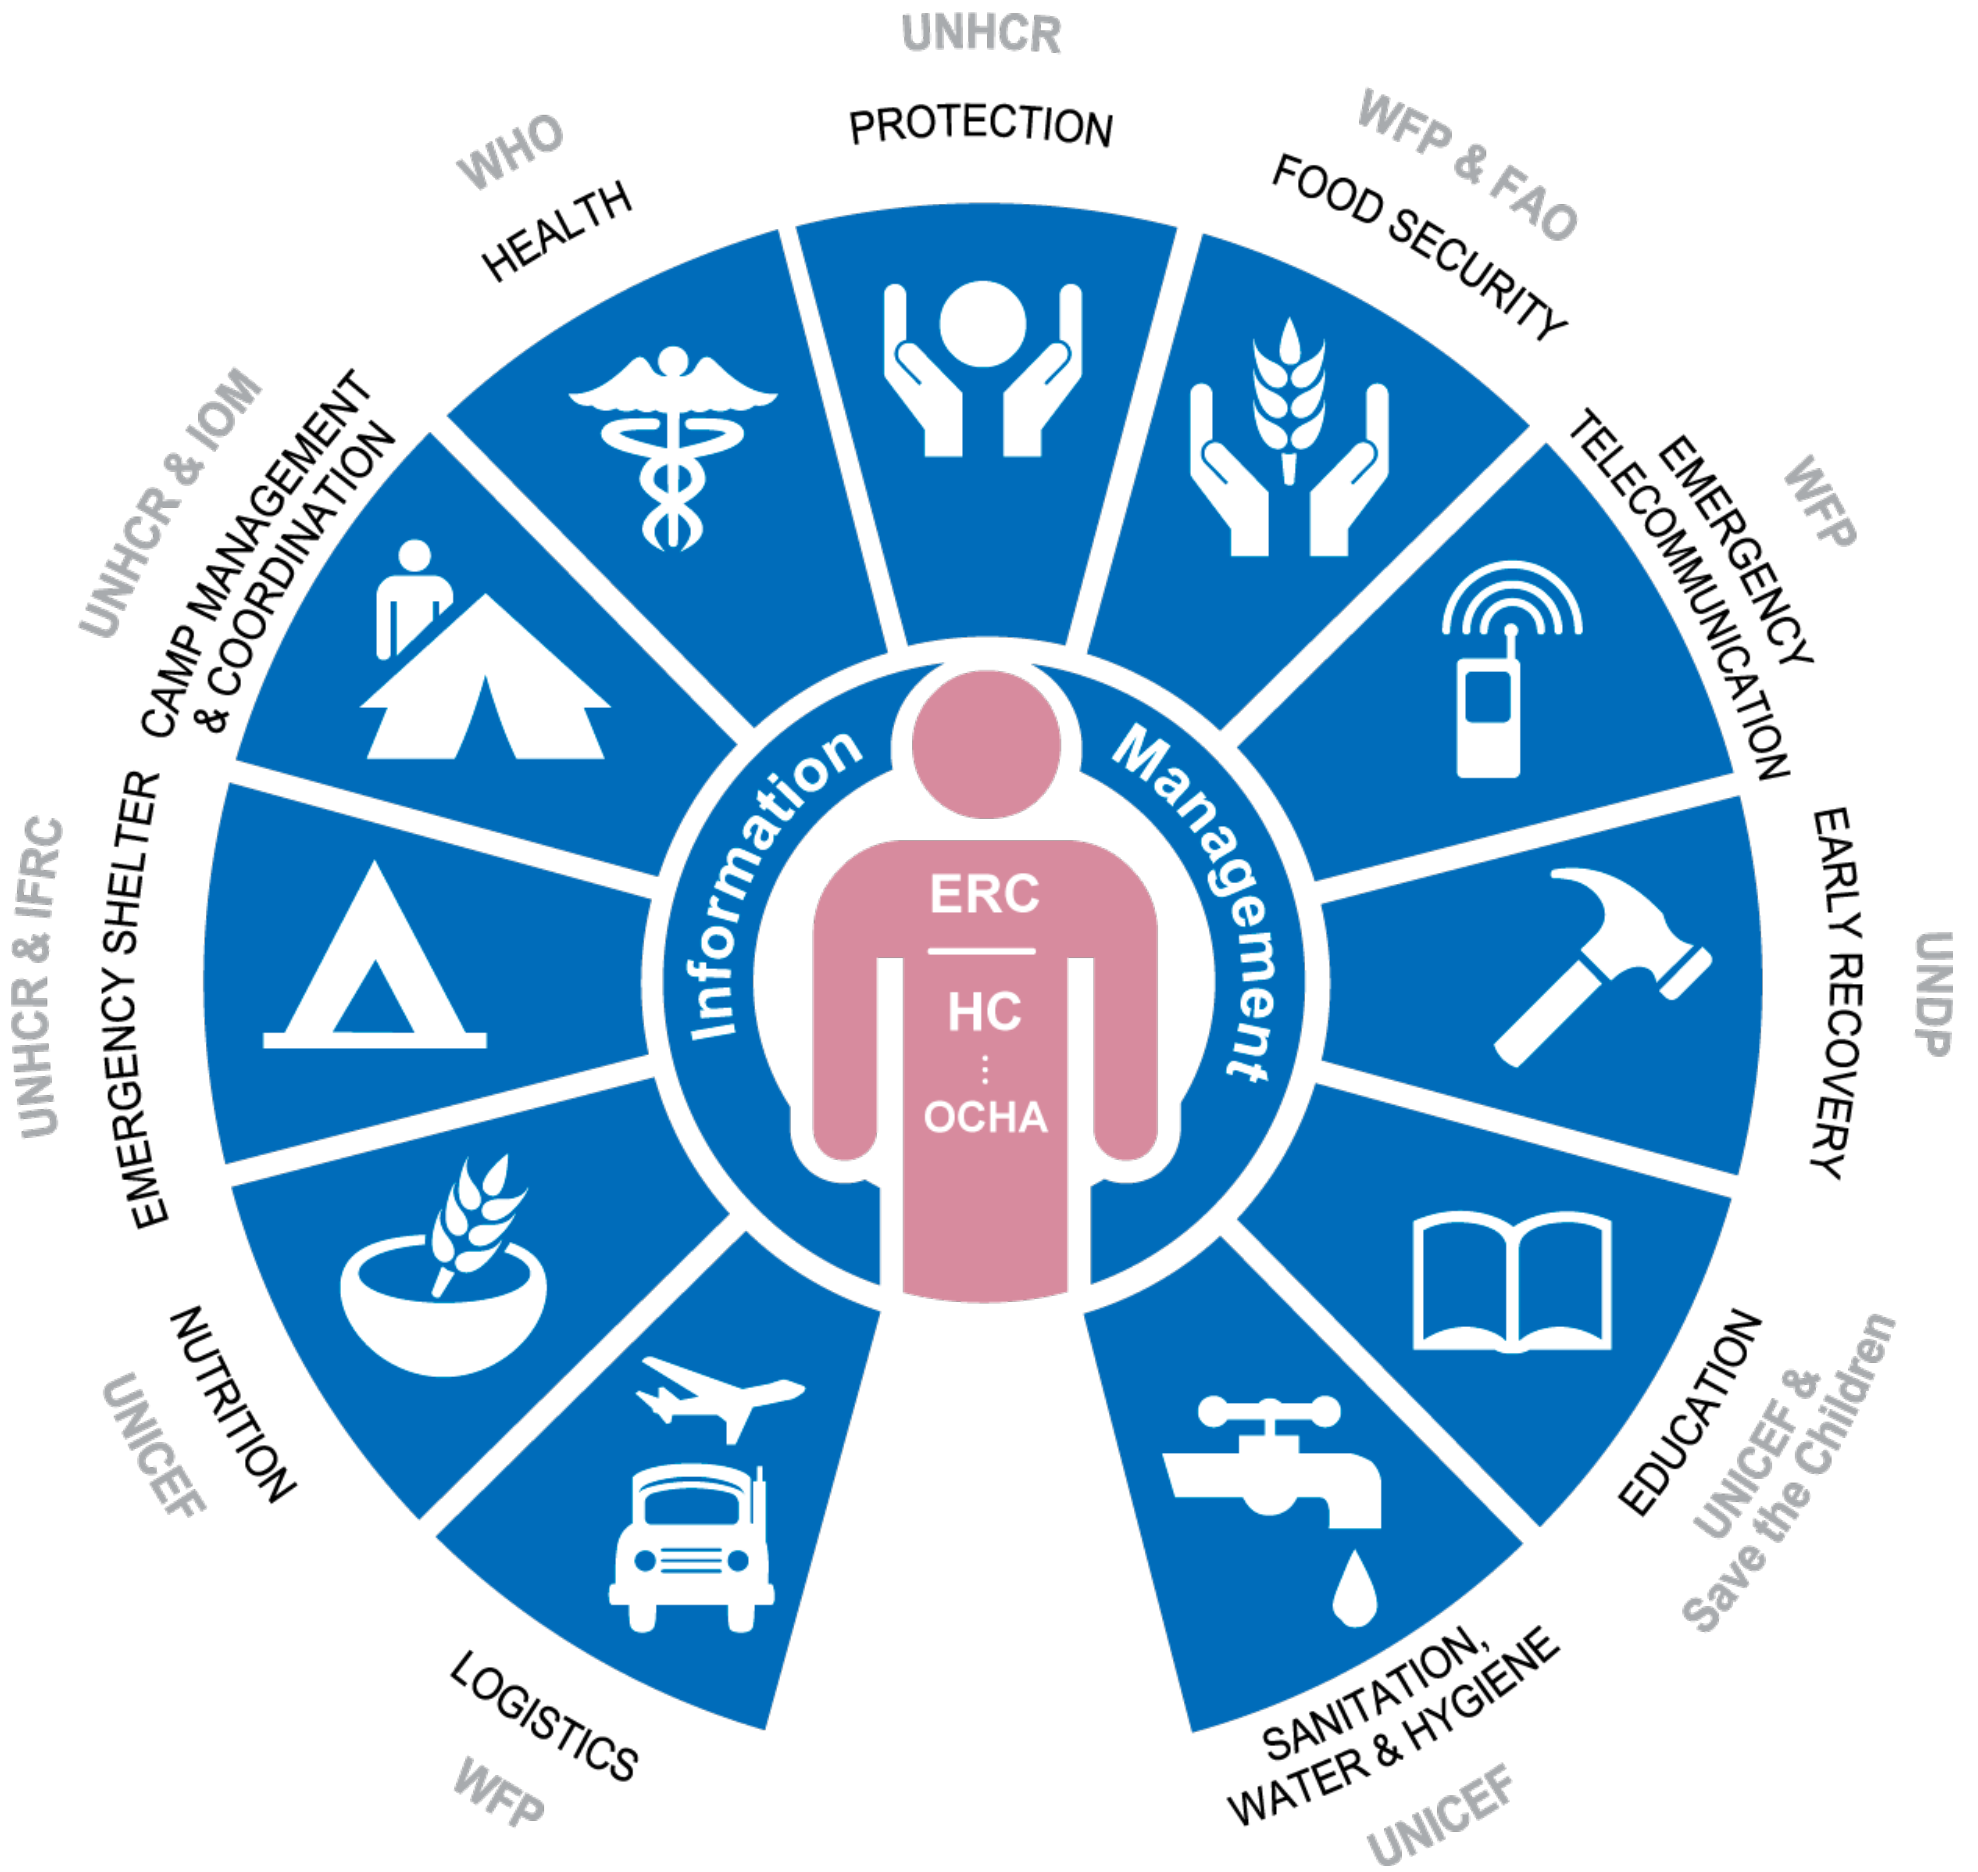 UNHCR
PROTECTION
WFP & FAO
FOOD SECURITY
WFP
EMERGENCY
TELECOMMUNICATION
UNDP
EARLY RECOVERY
UNICEF &
Save the Children
EDUCATION
SANITATION,
WATER & HYGIENE
UNICEF
LOGISTICS
WFP
NUTRITION
UNICEF
UNHCR & IFRC
EMERGENCY SHELTER
UNHCR & IOM
CAMP MANAGEMENT
& COORDINATION
WHO
HEALTH
Information Management
ERC
HC
OCHA